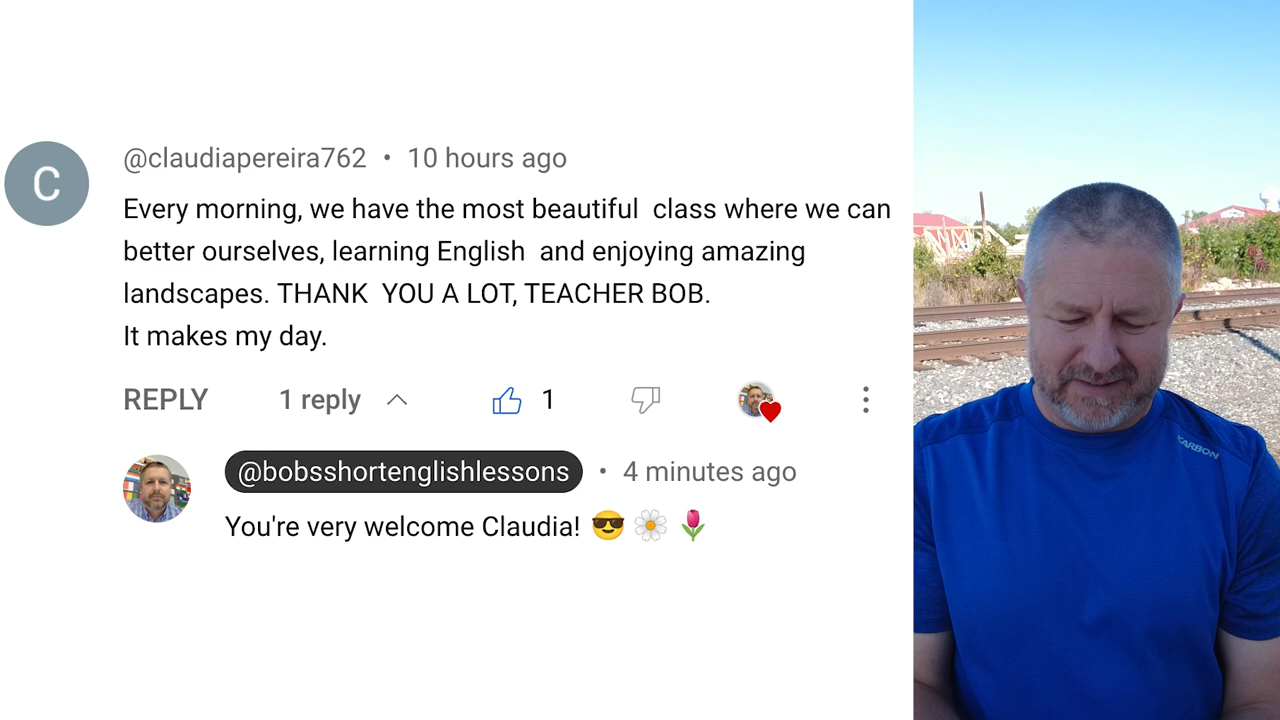 C
@claudiapereira762 • 10 hours ago
Every morning, we have the most beautiful  class where we can
better ourselves, learning English  and enjoying amazing
landscapes. THANK  YOU A LOT, TEACHER BOB.
It makes my day.
REPLY 1 reply 1
@bobsshortenglishlessons • 4 minutes ago
You're very welcome Claudia! 😎 🌼 🌷
KARBON